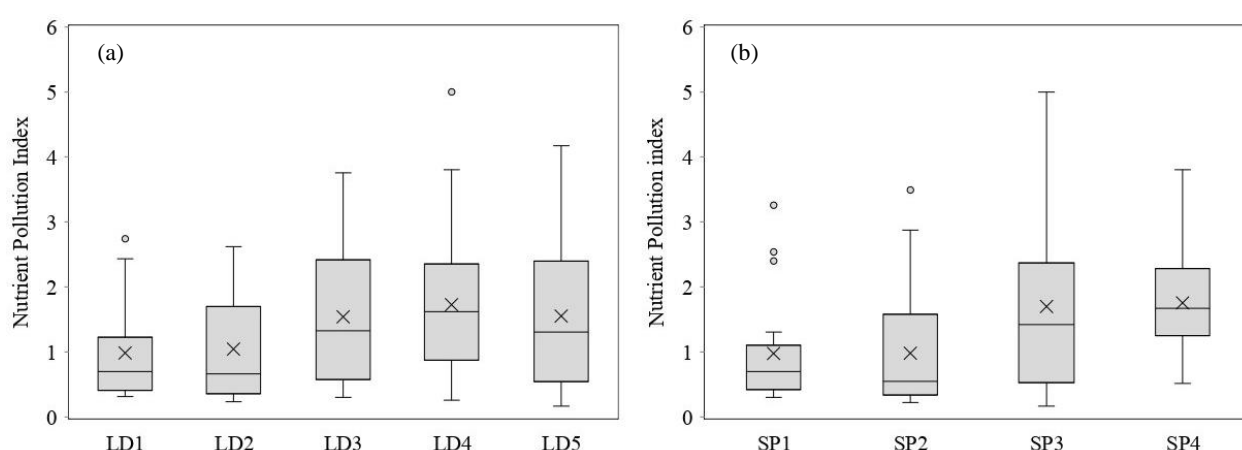 (a)
Nutrient Pollution Index
6
5
4
3
2
1
0
LD1 LD2 LD3 LD4 LD5
(b)
Nutrient Pollution index
6
5
4
3
2
1
0
SP1 SP2 SP3 SP4